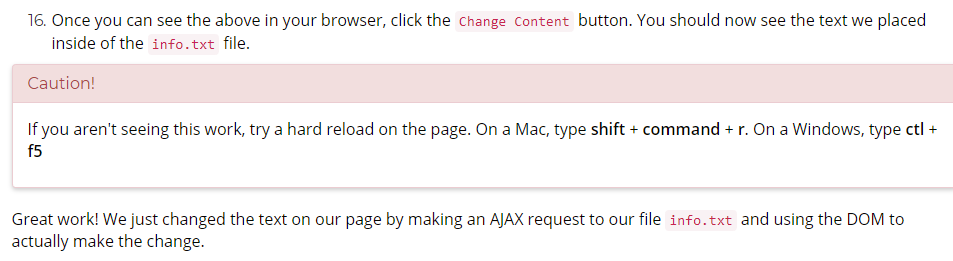 16. Once you can see the above in your browser, click the Change Content button. You should now see the text we placed
inside of the info.txt file.
Caution!
If you aren't seeing this work, try a hard reload on the page. On a Mac, type shift + command + r. On a Windows, type ctl +
f5
Great work! We just changed the text on our page by making an AJAX request to our file info.txt and using the DOM to
actually make the change.